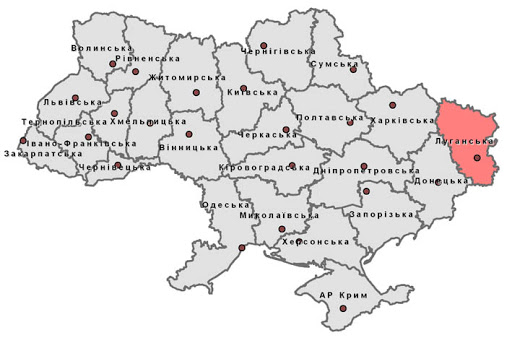 Волинська
Рівненська
Чернігівська
Сумська
Житомирська
Київська
Львівська
Тернопільська
Хмельницька
Полтавська
Харківська
Черкаська
Луганська
Івано-Франківська
Вінницька
Закарпатська
Чернівецька
Кіровоградська
Дніпропетровська
Донецька
Одеська
Миколаївська
Запорізька
Херсонська
АР Крим